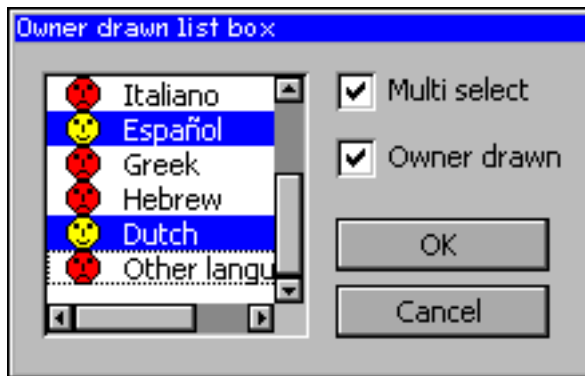 Owner drawn list box
Italiano
Español
Greek
Hebrew
Dutch
Other langu
Multi select
Owner drawn
OK
Cancel